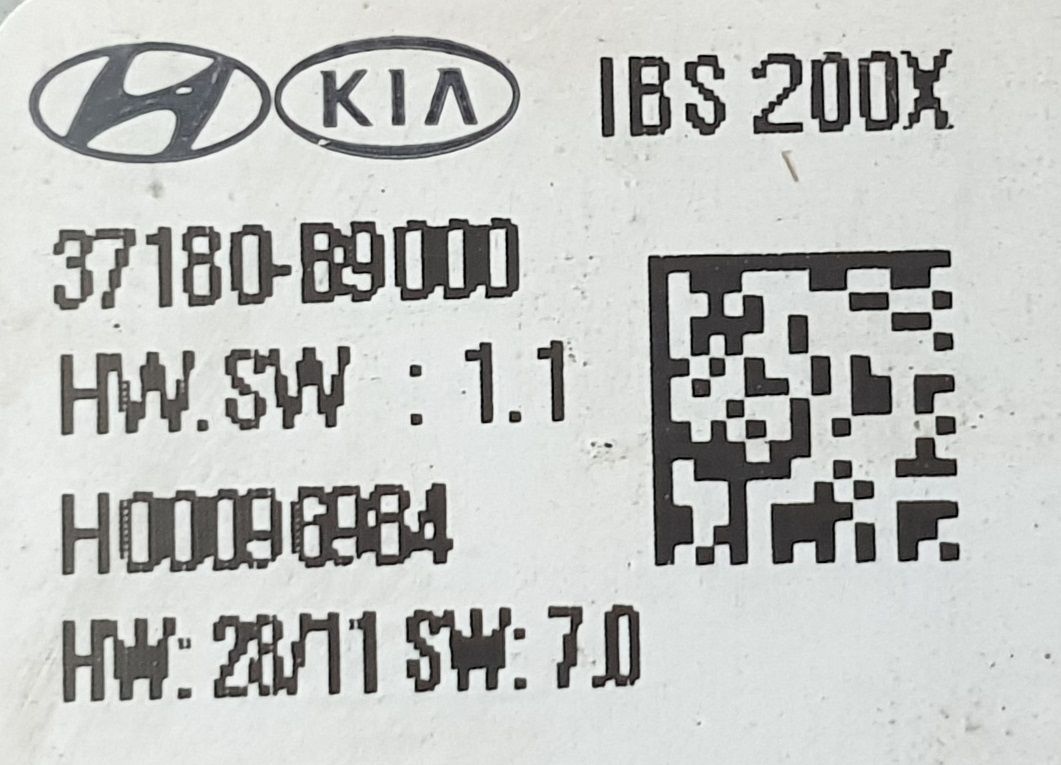 KIA IBS 200X
37180-B9000
HW.SW : 1.1
H00096984
HW: 28/11 SW: 7.0